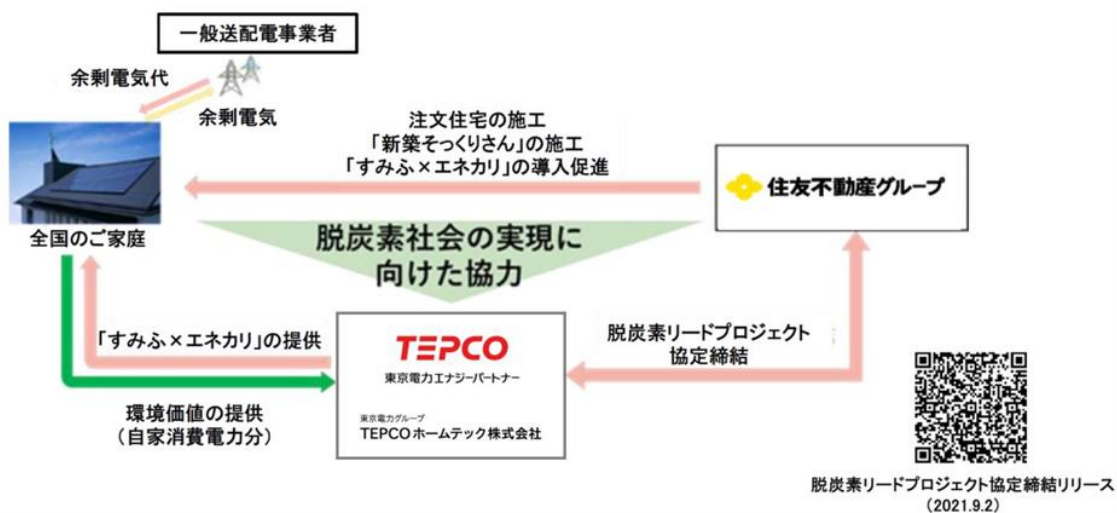 一般送配電事業者
余剰電気代
余剰電気
注文住宅の施工
「新築そっくりさん」の施工
「すみふ×エネカリ」の導入促進
住友不動産グループ
全国のご家庭
脱炭素社会の実現に
向けた協力
「すみふ×エネカリ」の提供
TEPCO
東京電力エナジーパートナー
東京電力グループ
TEPCOホームテック株式会社
脱炭素リードプロジェクト
協定締結
環境価値の提供
（自家消費電力分）
脱炭素リードプロジェクト協定締結リリース
（2021.9.2）